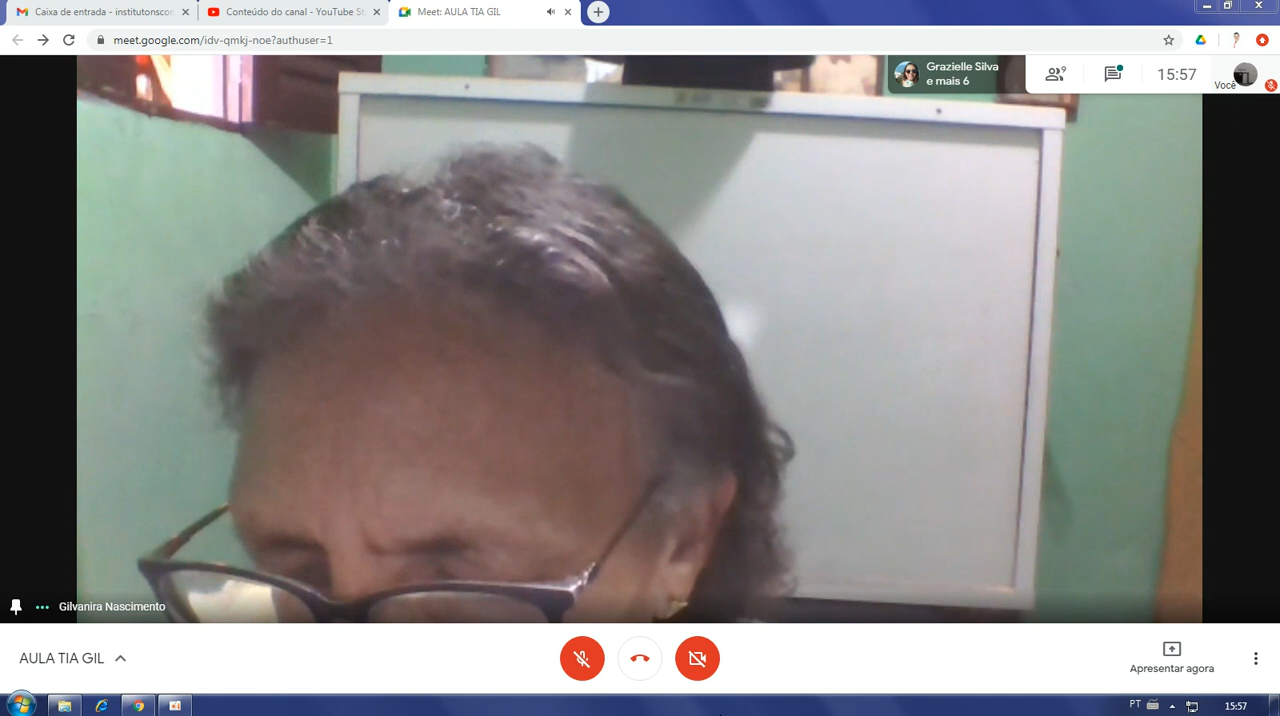 Caixa de entrada - institutonscon
Conteúdo do canal - YouTube St
Meet: AULA TIA GIL
meet.google.com/idv-qmkj-noe?authuser=1
Grazielle Silva
e mais 6
9
15:57
Você
Gilvanira Nascimento
AULA TIA GIL
Apresentar agora
PT
15:57